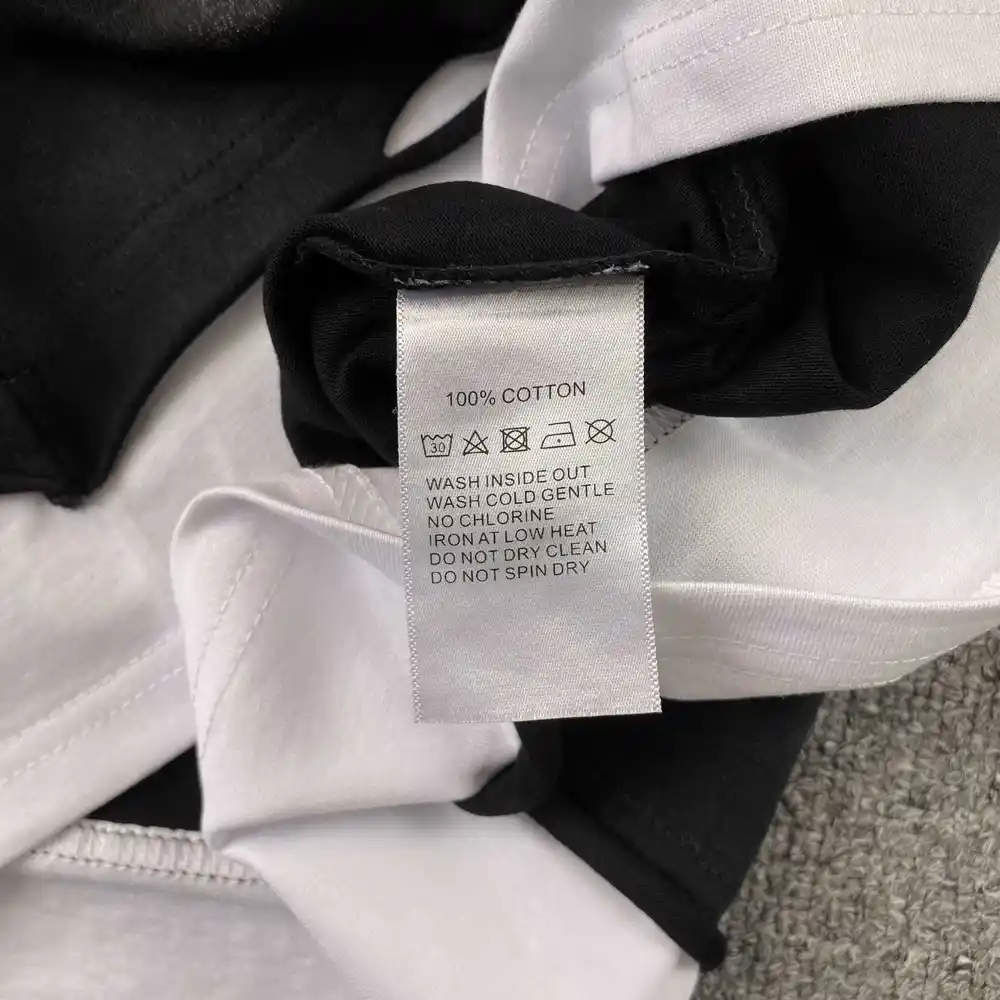 100% COTTON
30
WASH INSIDE OUT
WASH COLD GENTLE
NO CHLORINE
IRON AT LOW HEAT
DO NOT DRY CLEAN
DO NOT SPIN DRY